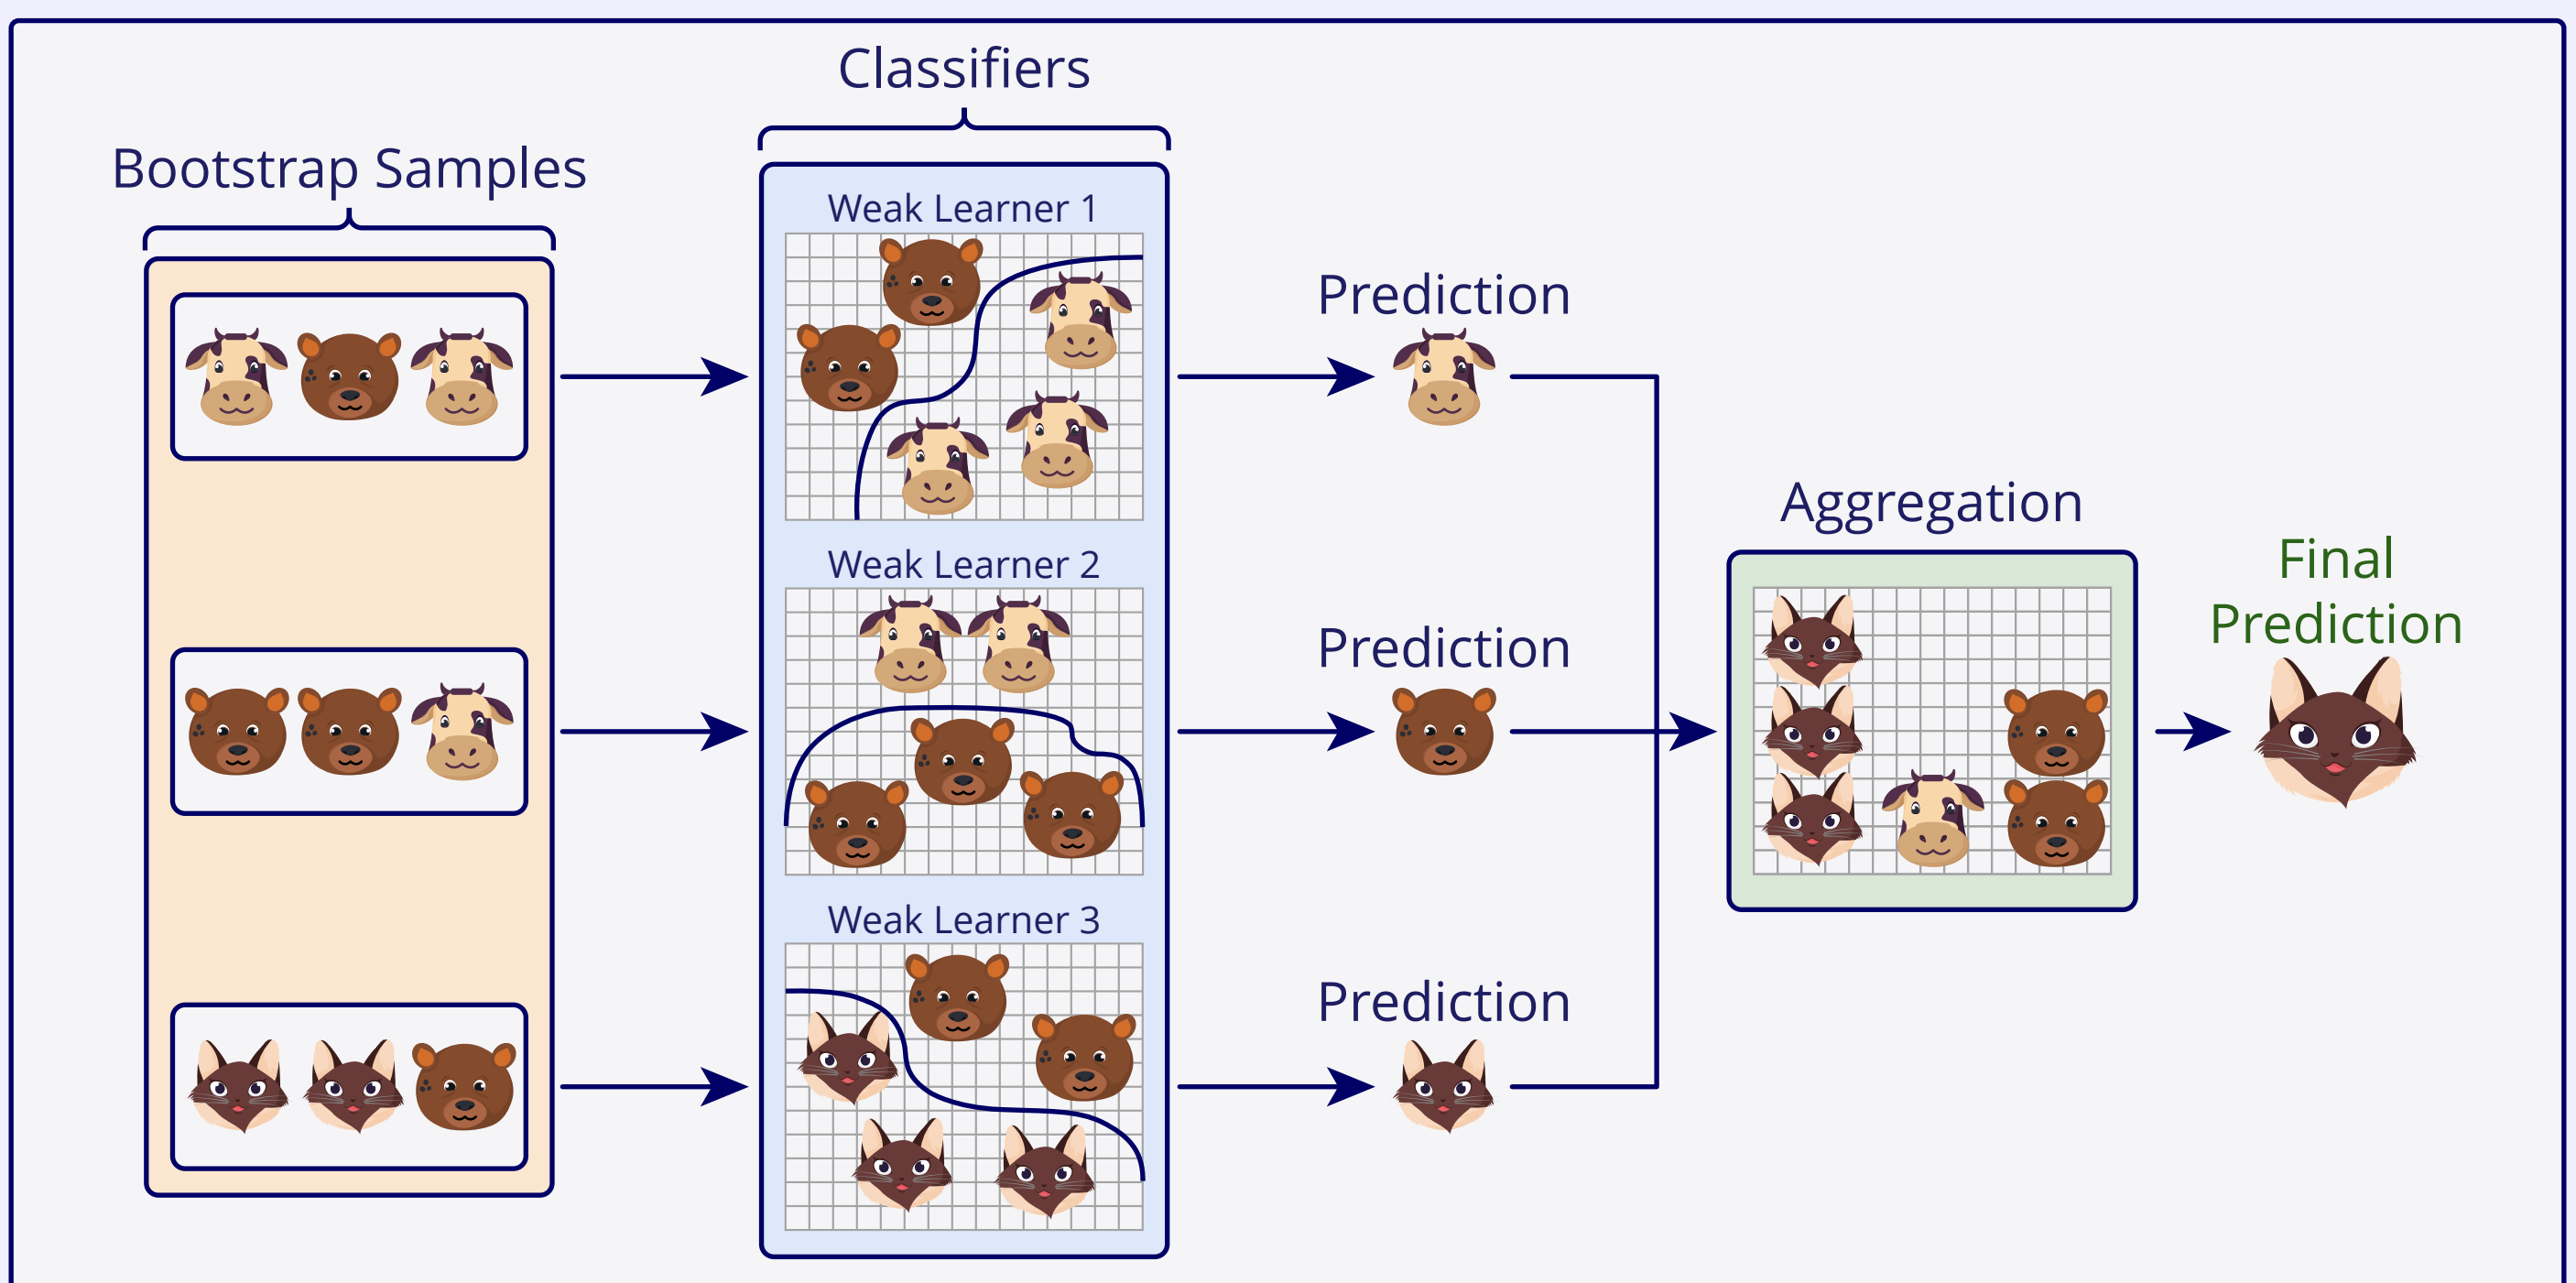 Classifiers
Bootstrap Samples
Weak Learner 1
Prediction
Weak Learner 2
Prediction
Weak Learner 3
Prediction
Aggregation
Final
Prediction